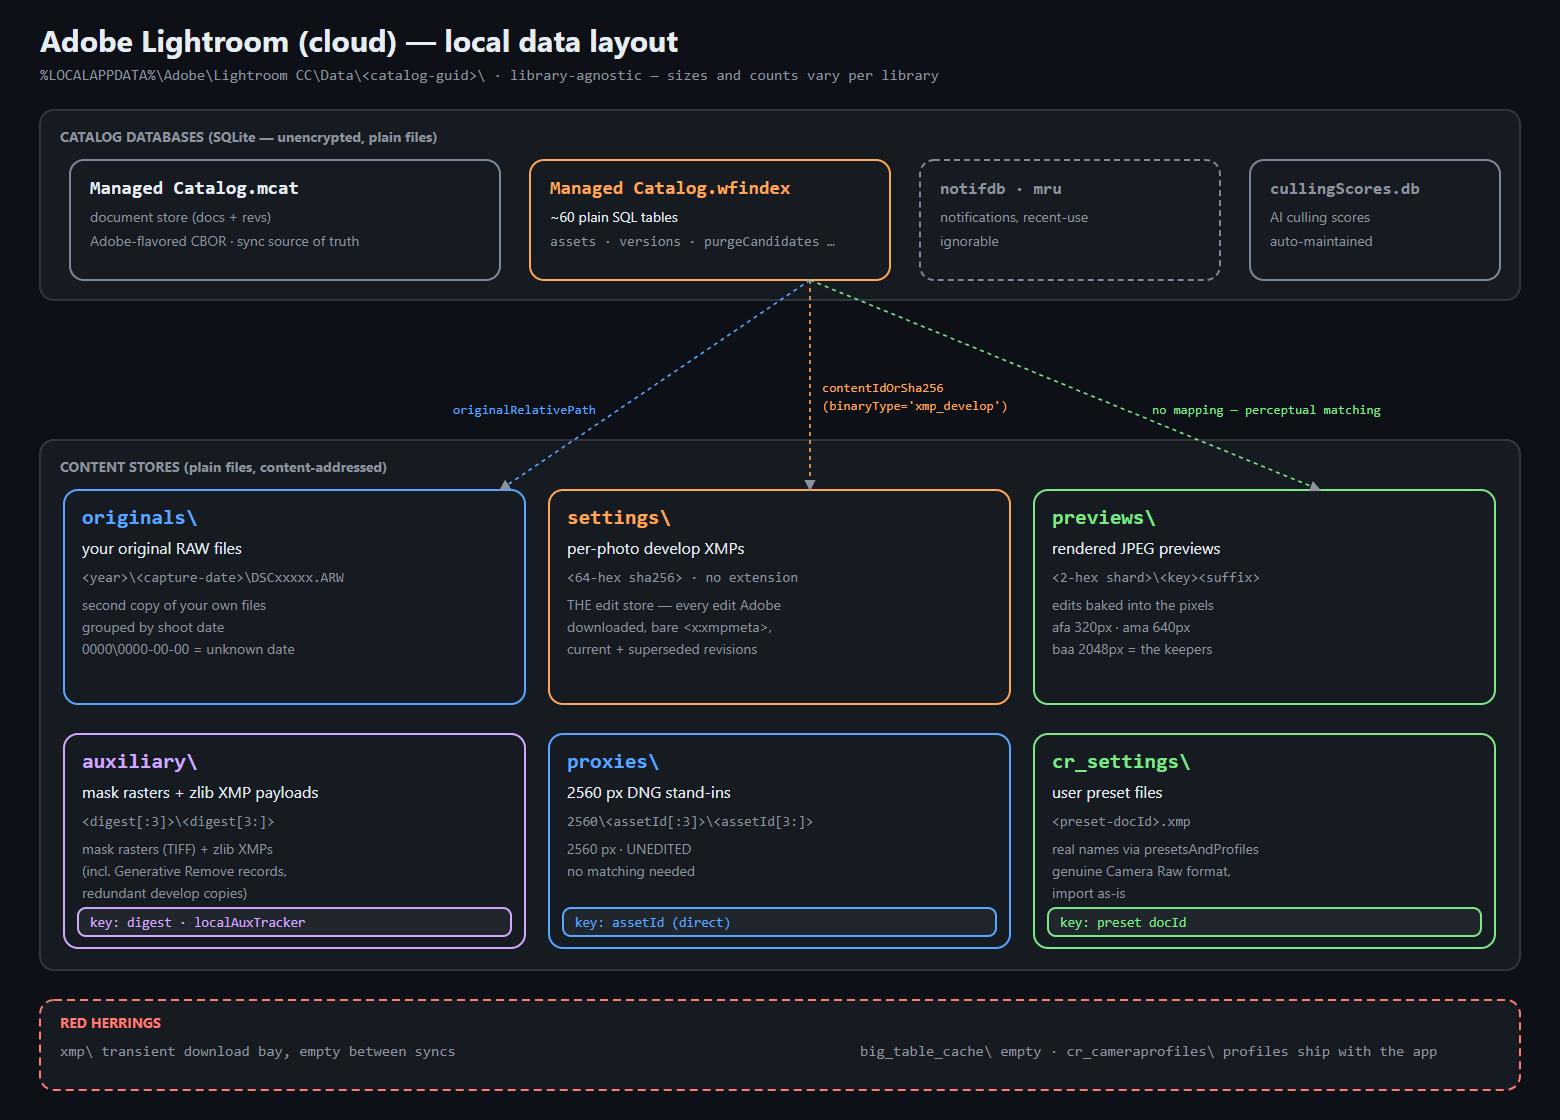 Adobe Lightroom (cloud) — local data layout
%LOCALAPPDATA%\Adobe\Lightroom CC\Data\<catalog-guid>\ · library-agnostic — sizes and counts vary per library
CATALOG DATABASES (SQLite — unencrypted, plain files)
Managed Catalog.mcat
document store (docs + revs)
Adobe-flavored CBOR · sync source of truth
Managed Catalog.wfindex
~60 plain SQL tables
assets · versions · purgeCandidates …
notifdb · mru
notifications, recent-use
ignorable
cullingScores.db
AI culling scores
auto-maintained
originalRelativePath
contentIdOrSha256
(binaryType='xmp_develop')
no mapping — perceptual matching
CONTENT STORES (plain files, content-addressed)
originals\
your original RAW files
<year>\<capture-date>\DSCxxxxx.ARW
second copy of your own files
grouped by shoot date
0000\0000-00-00 = unknown date
settings\
per-photo develop XMPs
<64-hex sha256> · no extension
THE edit store — every edit Adobe
downloaded, bare <x:xmpmeta>,
current + superseded revisions
previews\
rendered JPEG previews
<2-hex shard>\<key><suffix>
edits baked into the pixels
afa 320px · ama 640px
baa 2048px = the keepers
auxiliary\
mask rasters + zlib XMP payloads
<digest[:3]>\<digest[3:]>
mask rasters (TIFF) + zlib XMPs
(incl. Generative Remove records,
redundant develop copies)
key: digest · localAuxTracker
proxies\
2560 px DNG stand-ins
2560\<assetId[:3]>\<assetId[3:]>
2560 px · UNEDITED
no matching needed
key: assetId (direct)
cr_settings\
user preset files
<preset-docId>.xmp
real names via presetsAndProfiles
genuine Camera Raw format,
import as-is
key: preset docId
RED HERRINGS
xmp\ transient download bay, empty between syncs
big_table_cache\ empty · cr_cameraprofiles\ profiles ship with the app